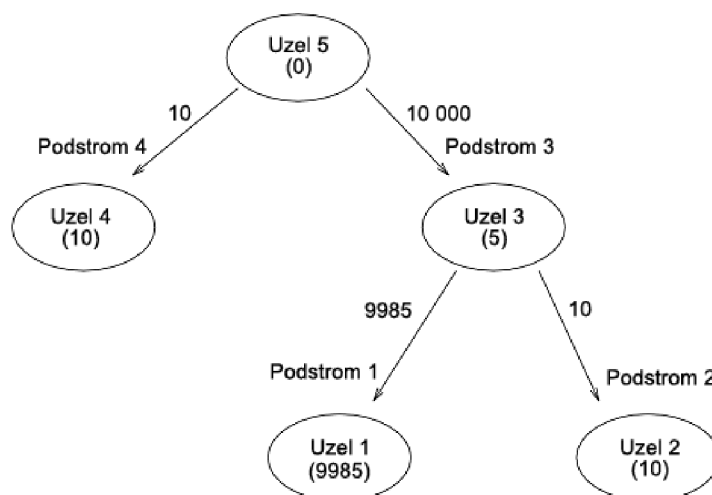 Uzel 5
(0)
10
10 000
Podstrom 4
Podstrom 3
Uzel 4
(10)
Uzel 3
(5)
9985
10
Podstrom 1
Podstrom 2
Uzel 1
(9985)
Uzel 2
(10)